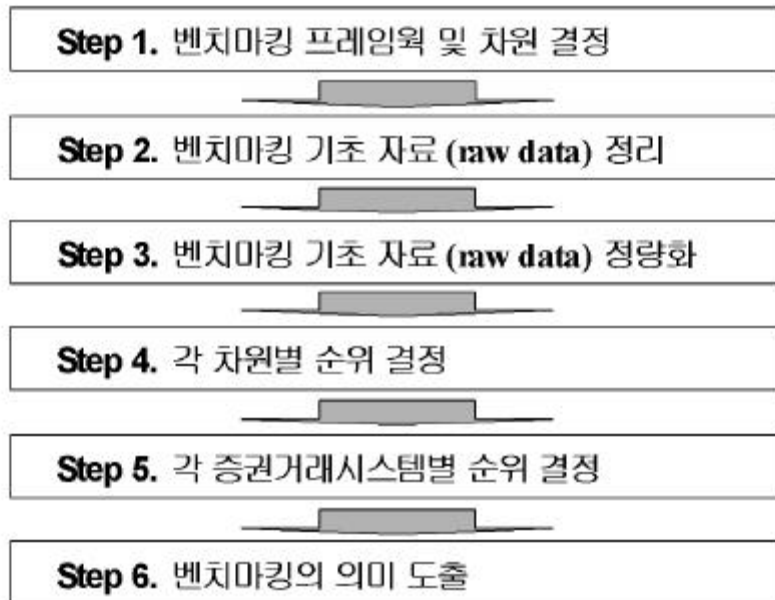 Step 1. 벤치마킹 프레임웍 및 차원 결정
Step 2. 벤치마킹 기초 자료 (raw data) 정리
Step 3. 벤치마킹 기초 자료 (raw data) 정량화
Step 4. 각 차원별 순위 결정
Step 5. 각 증권거래시스템별 순위 결정
Step 6. 벤치마킹의 의미 도출